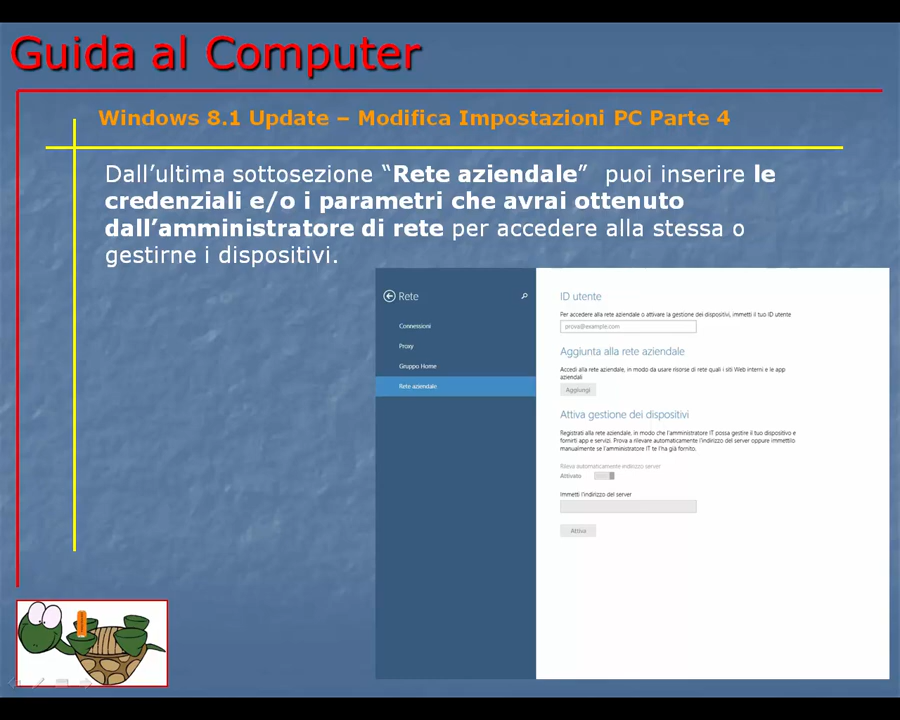 Guida al Computer
Windows 8.1 Update – Modifica Impostazioni PC Parte 4
Dall’ultima sottosezione “Rete aziendale”  puoi inserire le
credenziali e/o i parametri che avrai ottenuto
dall’amministratore di rete per accedere alla stessa o
gestirne i dispositivi.
Rete
Connessioni
Proxy
Gruppo Home
Rete aziendale
ID utente
Per accedere alla rete aziendale o attivare la gestione dei dispositivi, immetti il tuo ID utente
prova@example.com
Aggiunta alla rete aziendale
Accedi alla rete aziendale, in modo da usare risorse di rete quali i siti Web interni e le app
aziendali
Aggiungi
Attiva gestione dei dispositivi
Registrati alla rete aziendale, in modo che l'amministratore IT possa gestire il tuo dispositivo e
fornirti app e servizi. Prova a rilevare automaticamente l'indirizzo del server oppure immettilo
manualmente se l'amministratore IT te l'ha già fornito.
Rileva automaticamente indirizzo server
Attivato
Immetti l'indirizzo del server
Attiva